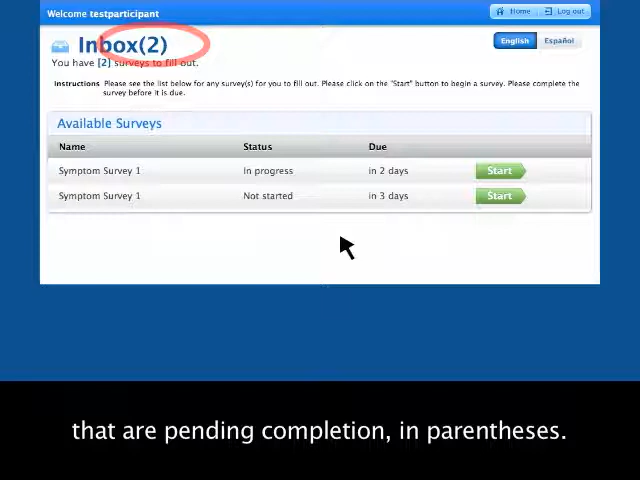 Welcome testparticipant
Home
Log out
Inbox(2)
English
Español
You have [2] surveys to fill out.
Instructions Please see the list below for any survey(s) for you to fill out. Please click on the "Start" button to begin a survey. Please complete the
survey before it is due.
Available Surveys
Name Status Due
Symptom Survey 1 In progress in 2 days Start
Symptom Survey 1 Not started in 3 days Start
that are pending completion, in parentheses.